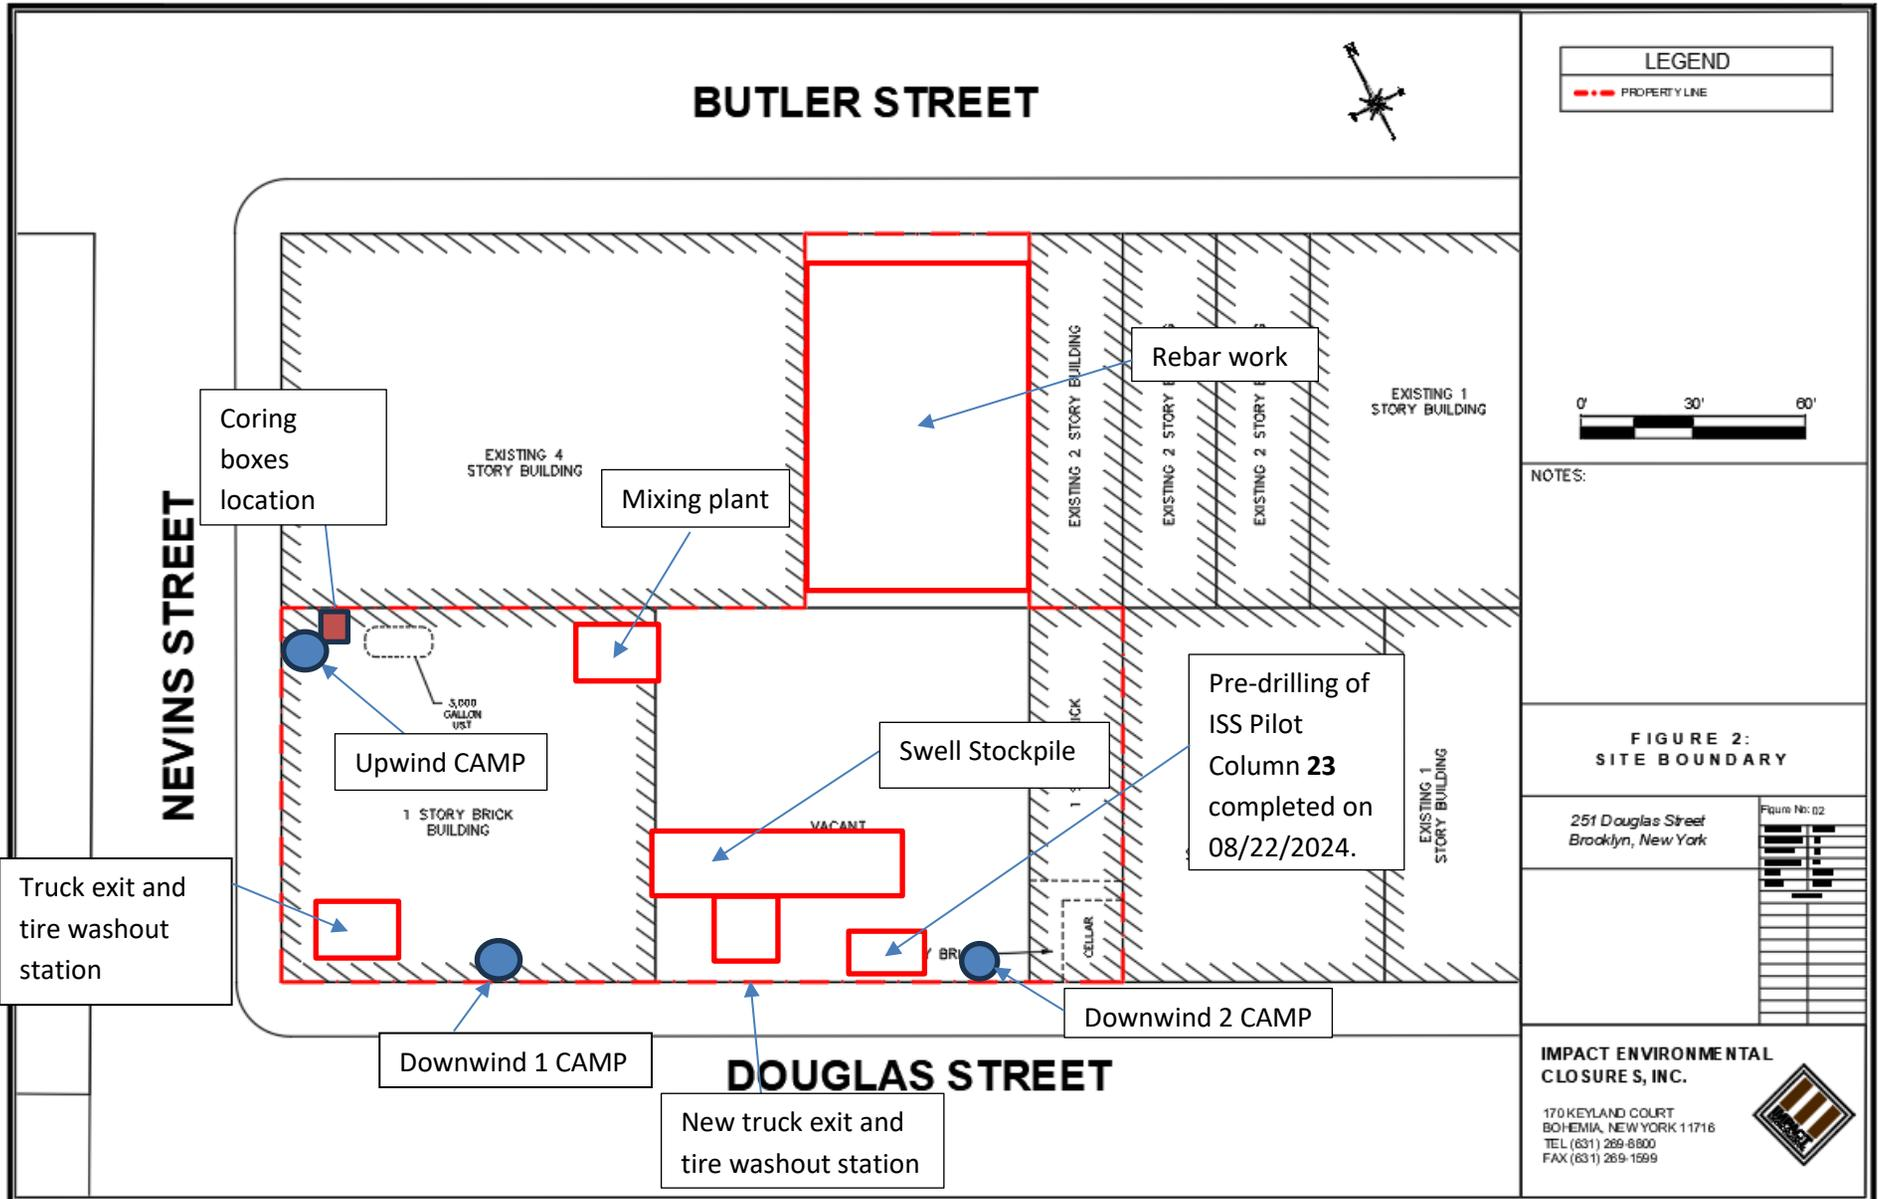 BUTLER STREET
N
LEGEND
PROPERTY LINE
0' 30' 60'
NOTES:
Rebar work
EXISTING 2 STORY BUILDING
EXISTING 2 STORY
EXISTING 2 STORY
EXISTING 1
STORY BUILDING
Coring
boxes
location
EXISTING 4
STORY BUILDING
Mixing plant
NEVINS STREET
GALLON
UST
Upwind CAMP
1 STORY BRICK
BUILDING
Swell Stockpile
VACANT
Pre-drilling of
ISS Pilot
Column 23
completed on
08/22/2024.
EXISTING 1
STORY BUILDING
CELLAR
Truck exit and
tire washout
station
Downwind 1 CAMP
Downwind 2 CAMP
DOUGLAS STREET
New truck exit and
tire washout station
FIGURE 2:
SITE BOUNDARY
251 Douglas Street
Brooklyn, New York
Figure No: 02
IMPACT ENVIRONMENTAL
CLOSURES, INC.
170 KEYLAND COURT
BOHEMIA, NEW YORK 11716
TEL (631) 269-8800
FAX (631) 269-1599
IMPACT